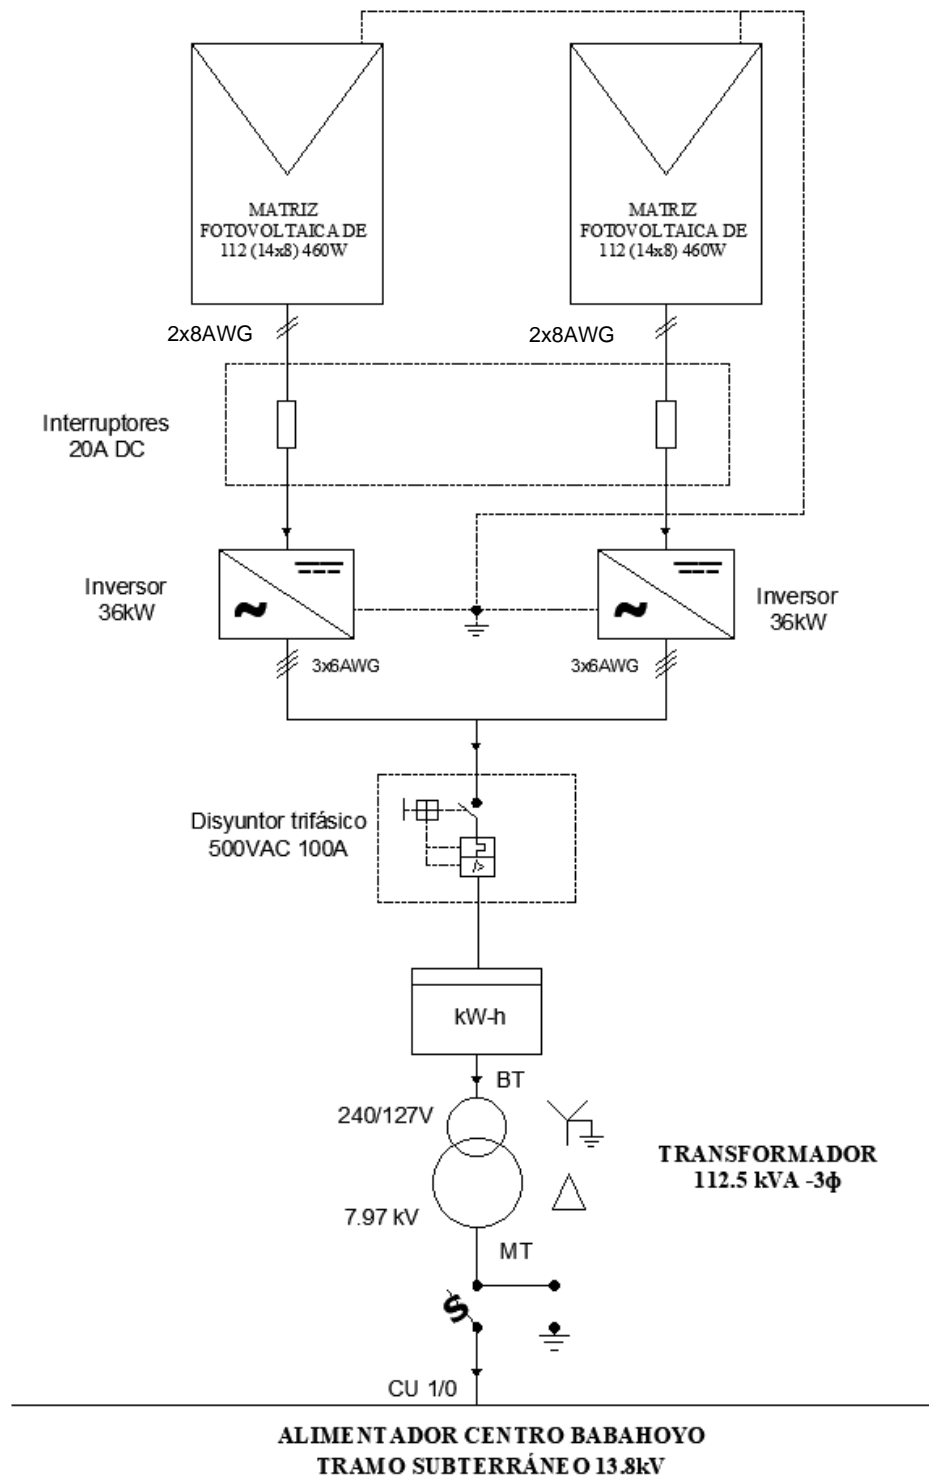 MATRIZ
FOTOVOLTAICA DE
112 (14x8) 460W
MATRIZ
FOTOVOLTAICA DE
112 (14x8) 460W
2x8AWG
2x8AWG
Interruptores
20A DC
Inversor
36kW
Inversor
36kW
3x6AWG
3x6AWG
Disyuntor trifásico
500VAC 100A
kW-h
BT
240/127V
TRANSFORMADOR
112.5 kVA -3ϕ
7.97 kV
MT
S
CU 1/0
ALIMENTADOR CENTRO BABAHOYO
TRAMO SUBTERRÁNEO 13.8kV